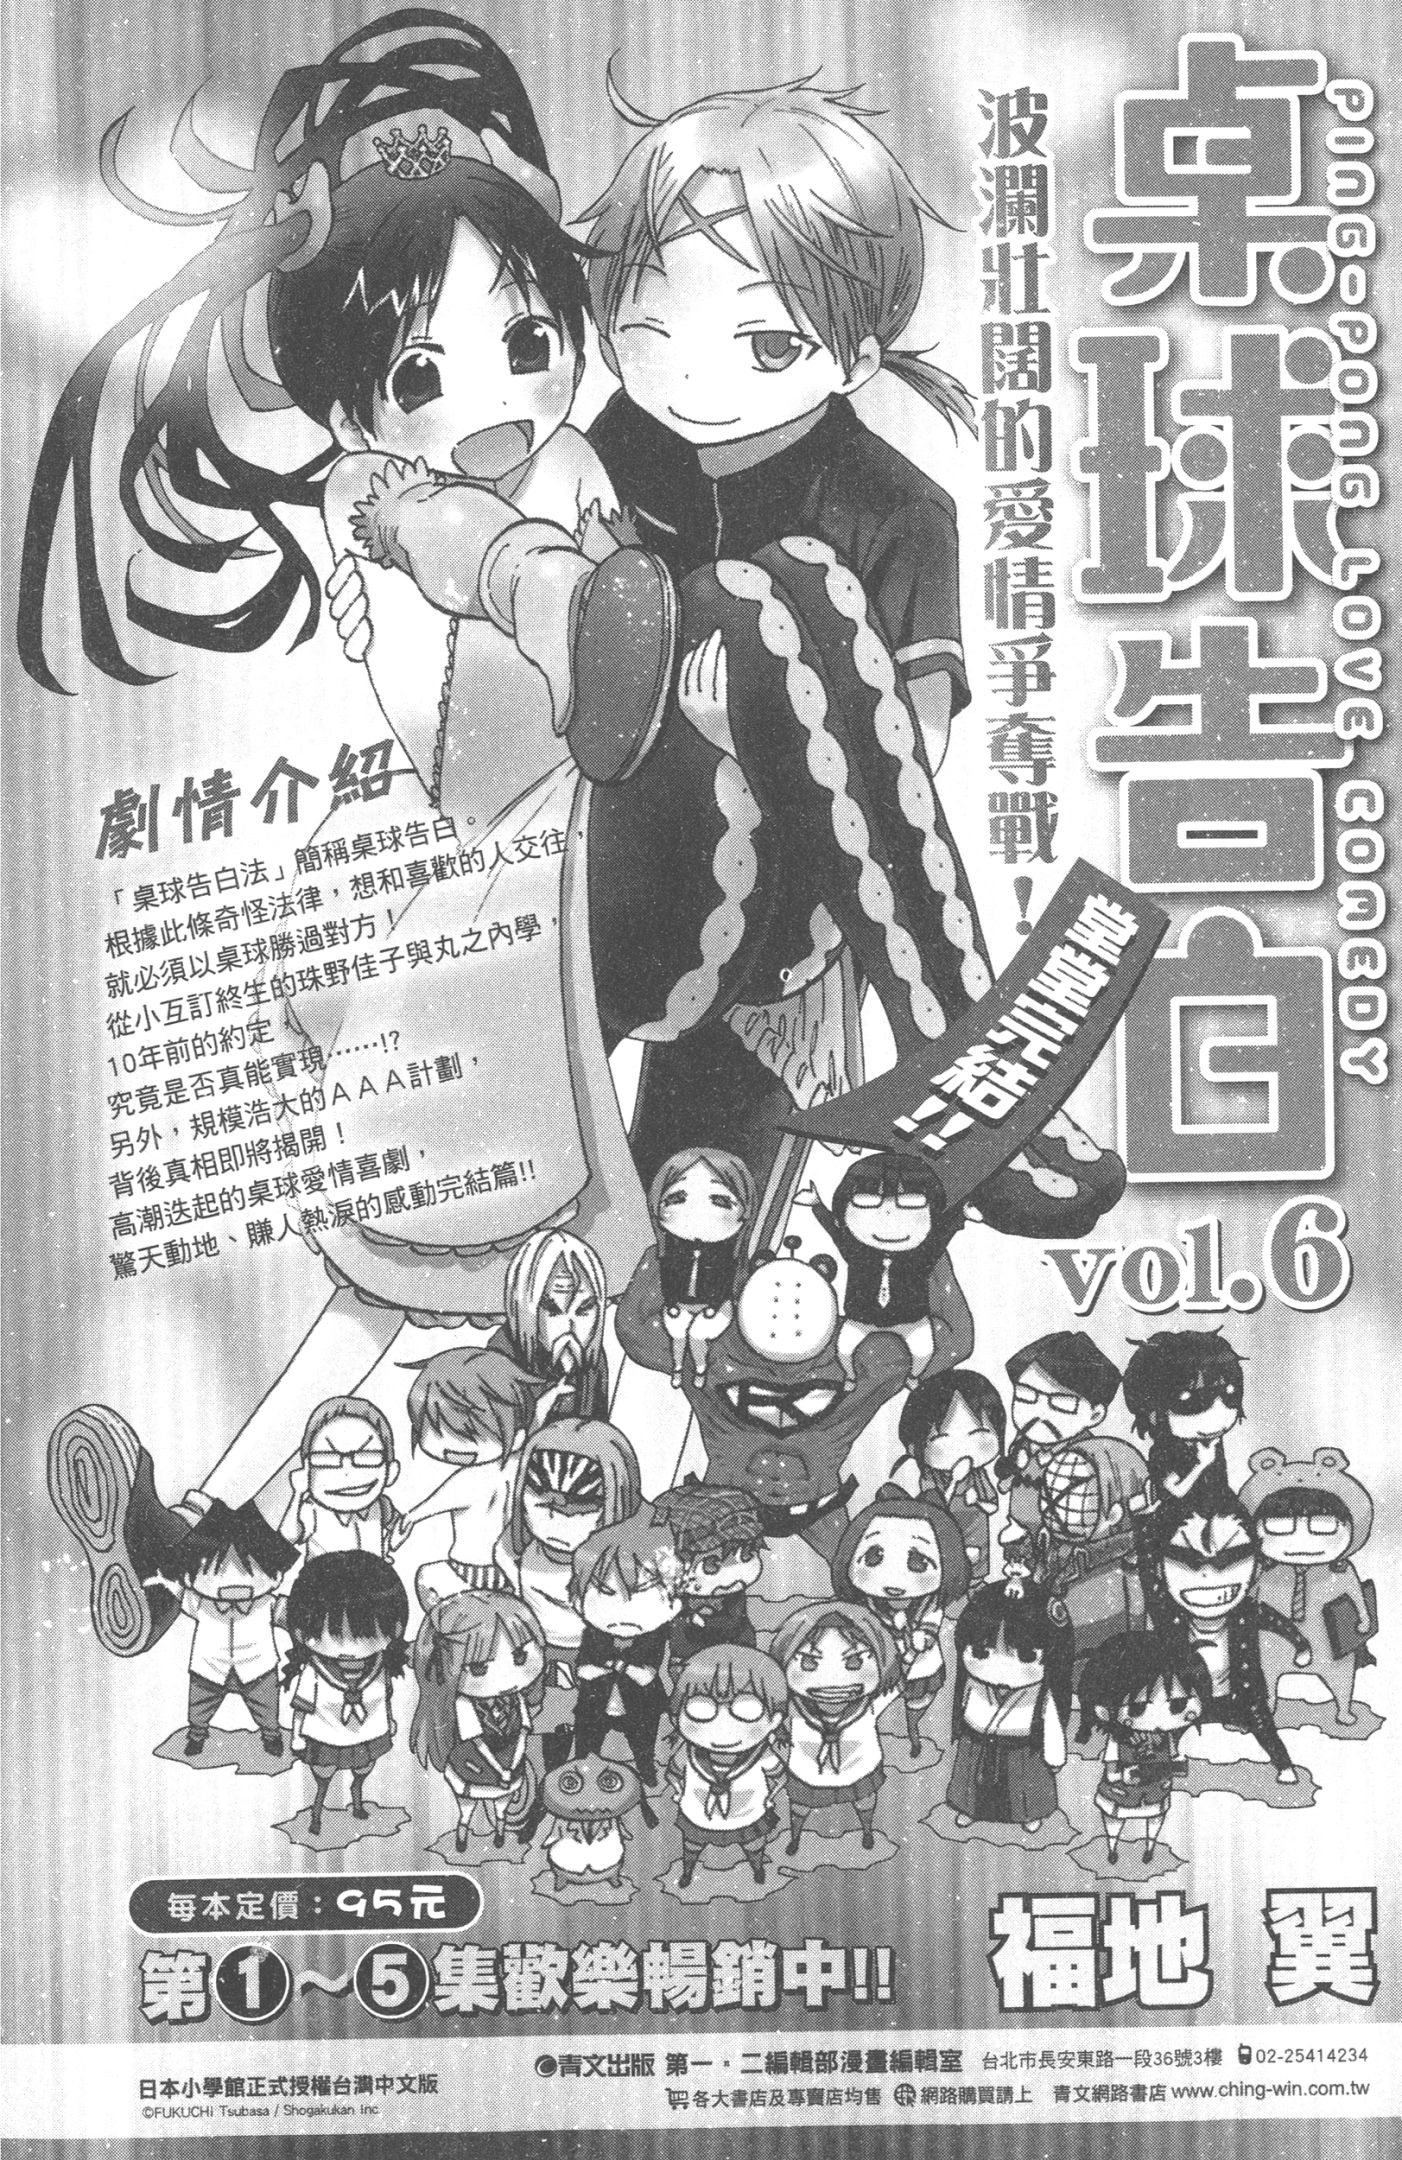 桌球告白
PING-PONG LOVE COMEDY
vol.6
波瀾壯闊的愛情爭奪戰！
堂堂完結!!
劇情介紹
「桌球告白法」簡稱桌球告白。
根據此條奇怪法律，想和喜歡的人交往，
就必須以桌球勝過對方！
從小互訂終生的珠野佳子與丸之內學，
10年前的約定，
究竟是否真能實現……!?
另外，規模浩大的ＡＡＡ計劃，
背後真相即將揭開！
高潮迭起的桌球愛情喜劇，
驚天動地、賺人熱淚的感動完結篇!!
每本定價：95元
第1～5集歡樂暢銷中!!
福地 翼
日本小學館正式授權台灣中文版
©FUKUCHI Tsubasa / Shogakukan Inc.
青文出版 第一・二編輯部漫畫編輯室 台北市長安東路一段36號3樓 02-25414234
各大書店及專賣店均售 網路購買請上 青文網路書店 www.ching-win.com.tw